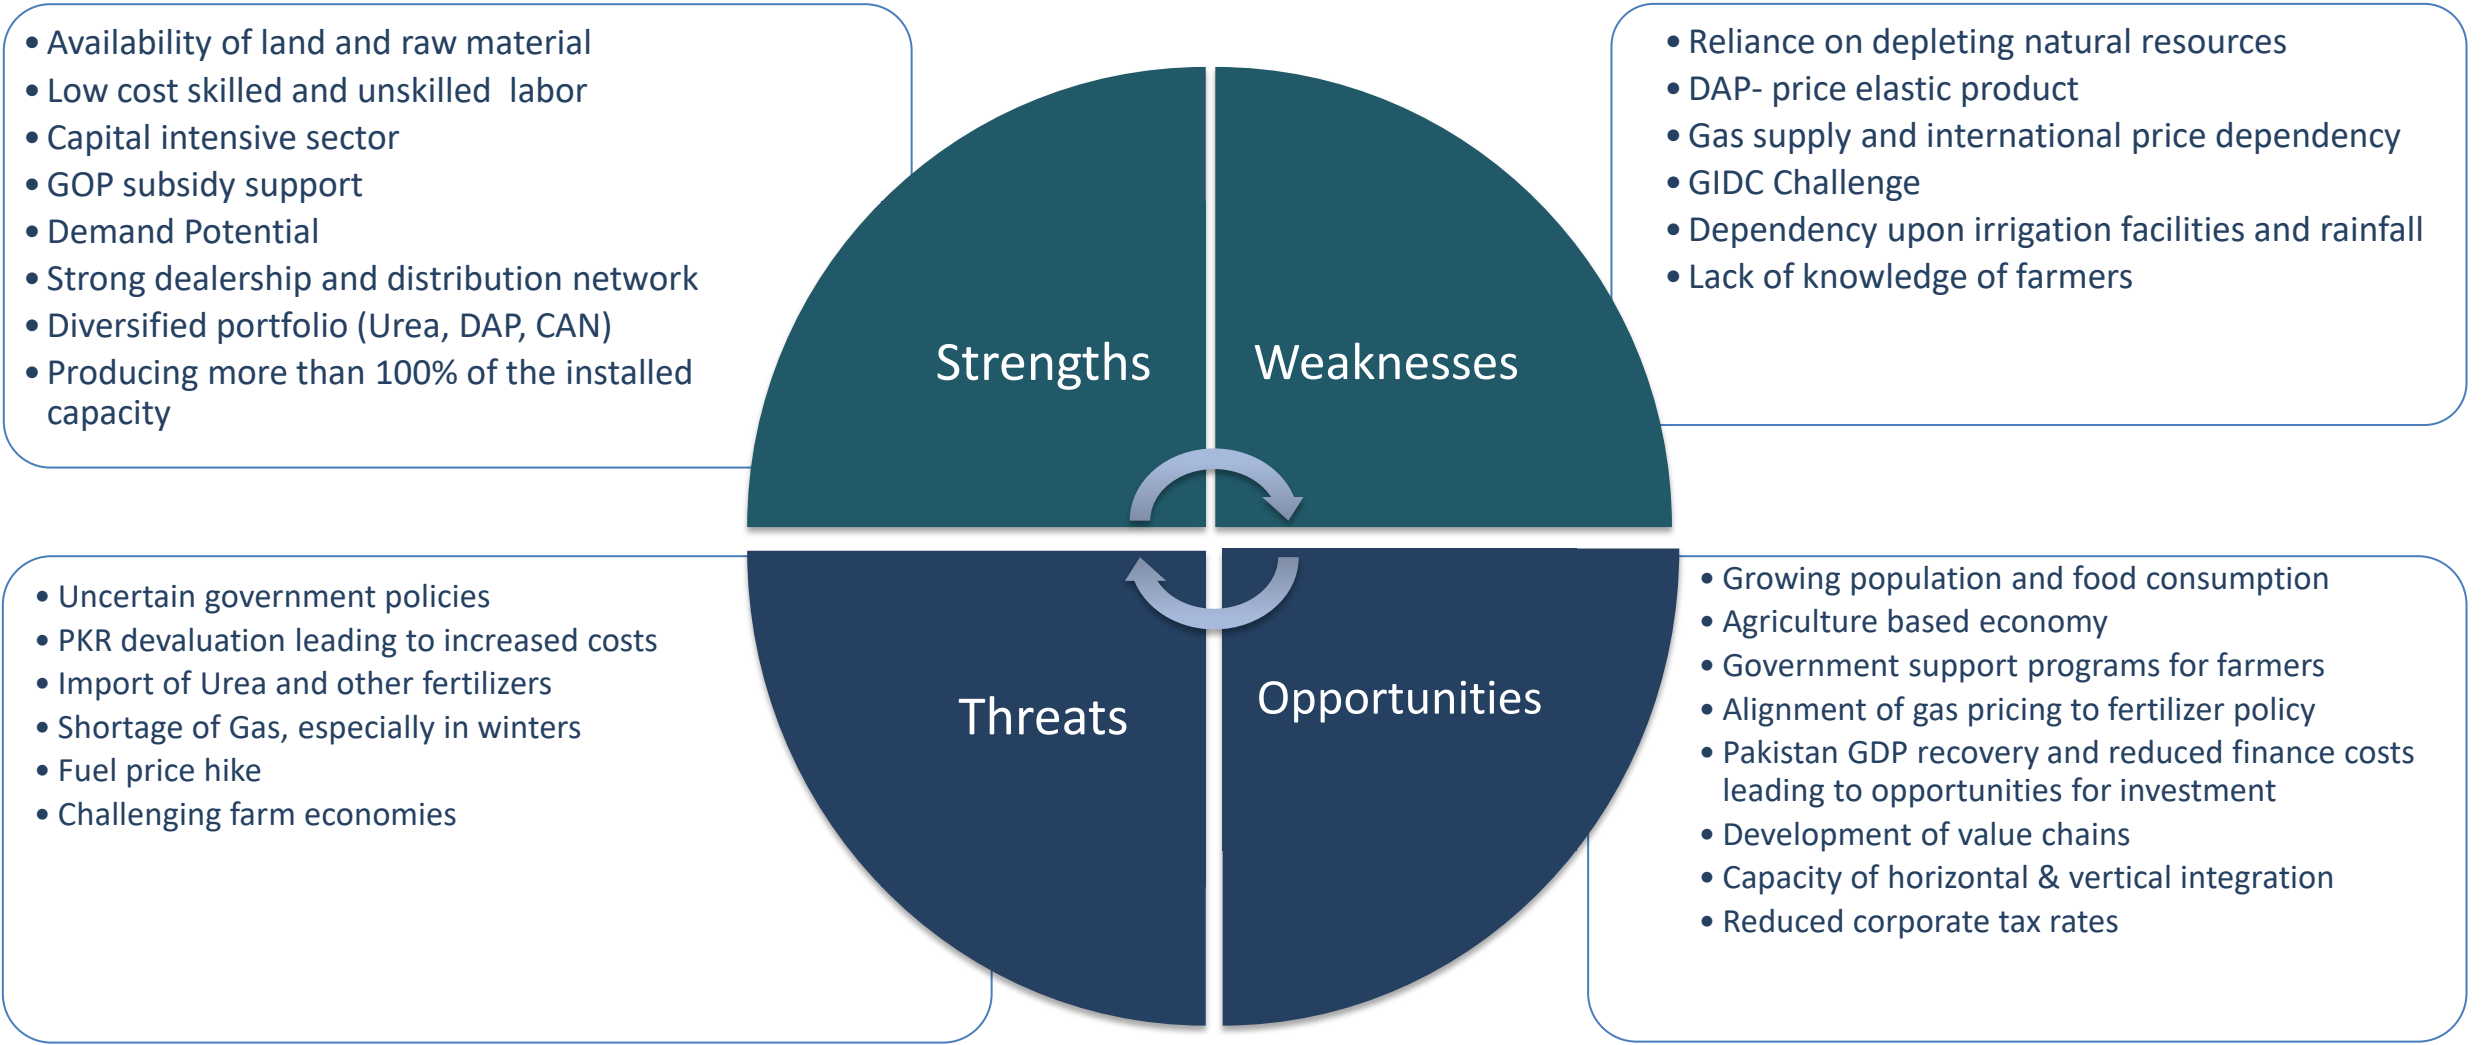 • Availability of land and raw material
• Low cost skilled and unskilled labor
• Capital intensive sector
• GOP subsidy support
• Demand Potential
• Strong dealership and distribution network
• Diversified portfolio (Urea, DAP, CAN)
• Producing more than 100% of the installed
capacity
Strengths
Weaknesses
• Reliance on depleting natural resources
• DAP- price elastic product
• Gas supply and international price dependency
• GIDC Challenge
• Dependency upon irrigation facilities and rainfall
• Lack of knowledge of farmers
• Uncertain government policies
• PKR devaluation leading to increased costs
• Import of Urea and other fertilizers
• Shortage of Gas, especially in winters
• Fuel price hike
• Challenging farm economies
Threats
Opportunities
• Growing population and food consumption
• Agriculture based economy
• Government support programs for farmers
• Alignment of gas pricing to fertilizer policy
• Pakistan GDP recovery and reduced finance costs
leading to opportunities for investment
• Development of value chains
• Capacity of horizontal & vertical integration
• Reduced corporate tax rates